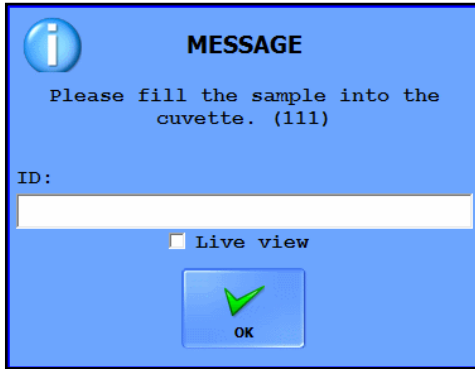 MESSAGE
Please fill the sample into the
cuvette. (111)
ID:
Live view
OK